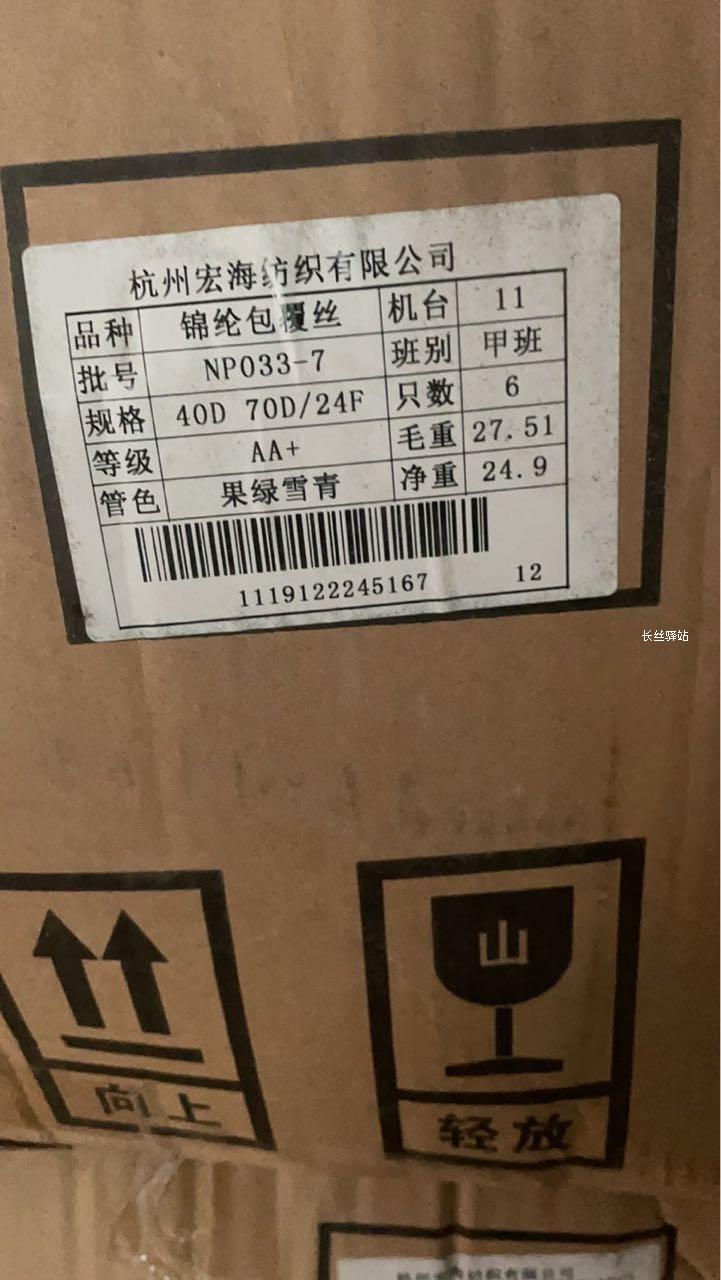 杭州宏海纺织有限公司
品种 锦纶包覆丝 机台 11
批号 NP033-7 班别 甲班
规格 40D 70D/24F 只数 6
等级 AA+ 毛重 27.51
管色 果绿雪青 净重 24.9
1119122245167 12
长丝驿站
山
向上 轻放